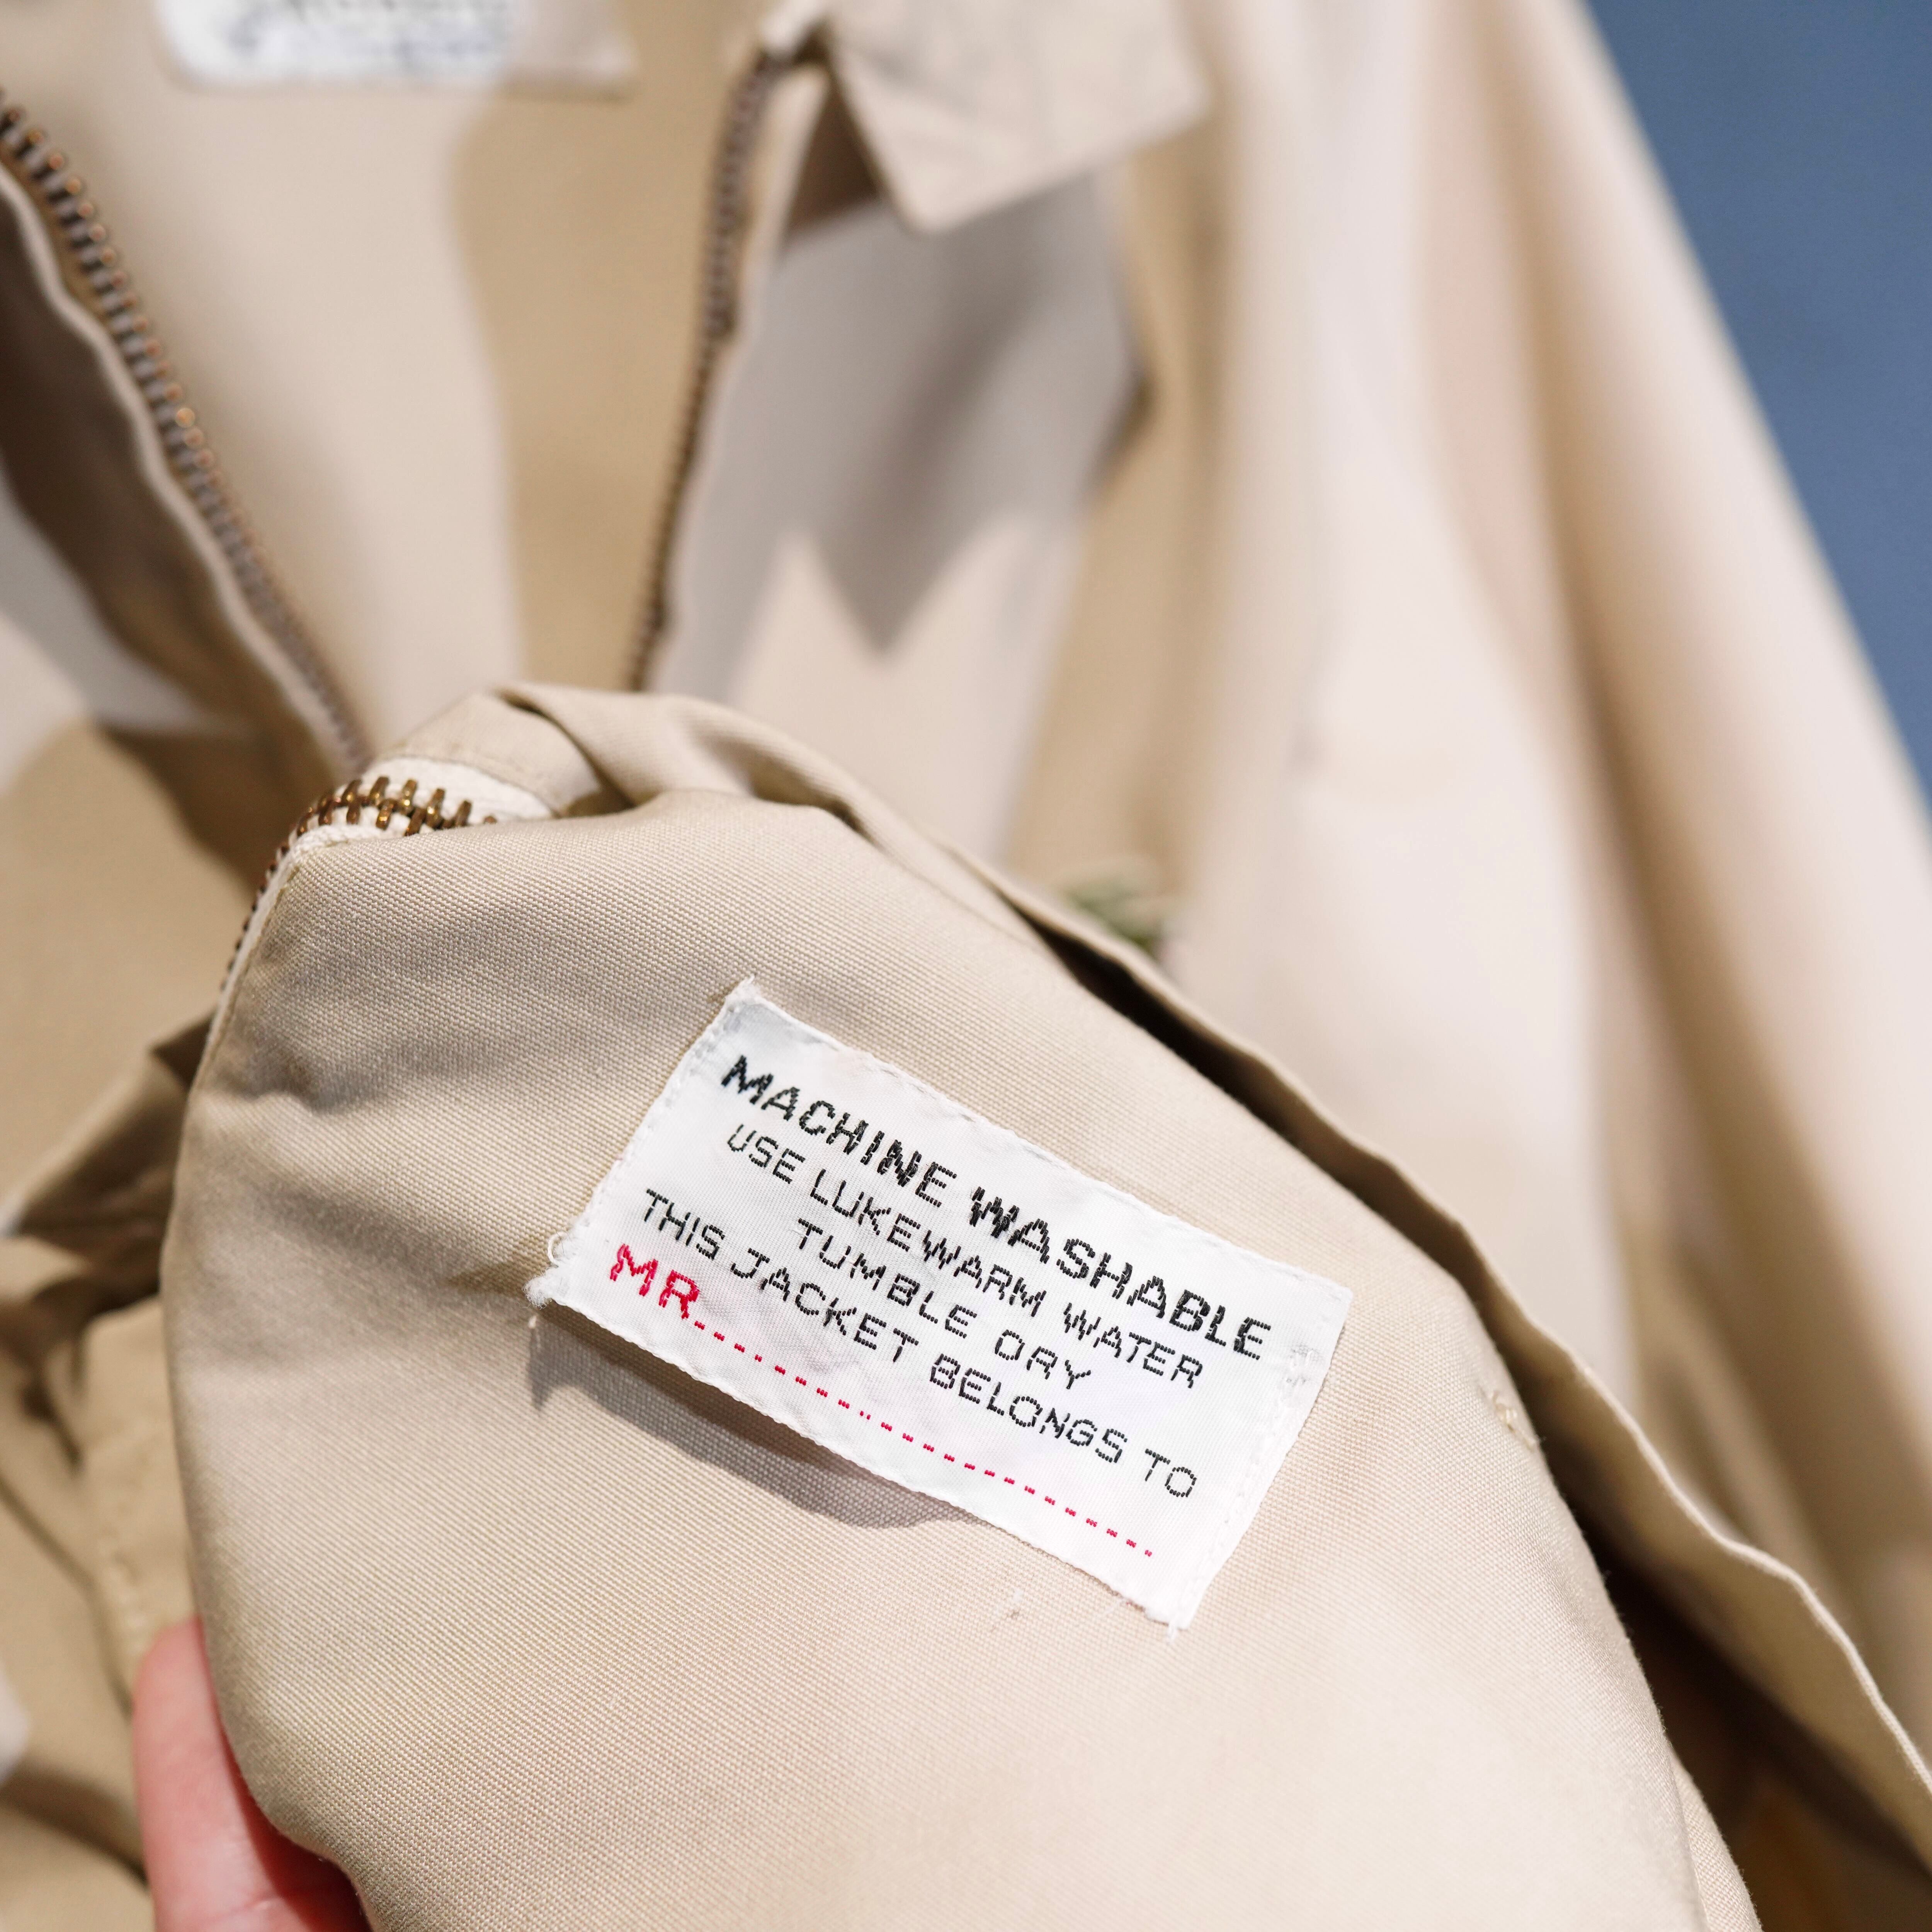 MACHINE WASHABLE
USE LUKEWARM WATER
TUMBLE DRY
THIS JACKET BELONGS TO
MR.......................